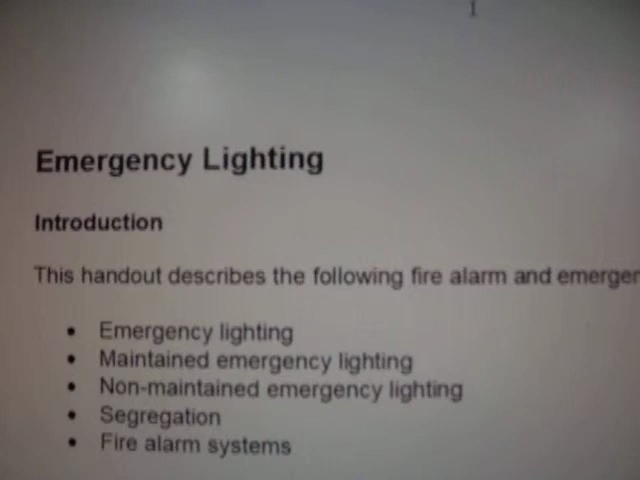 Emergency Lighting
Introduction
This handout describes the following fire alarm and emergen
• Emergency lighting
• Maintained emergency lighting
• Non-maintained emergency lighting
• Segregation
• Fire alarm systems